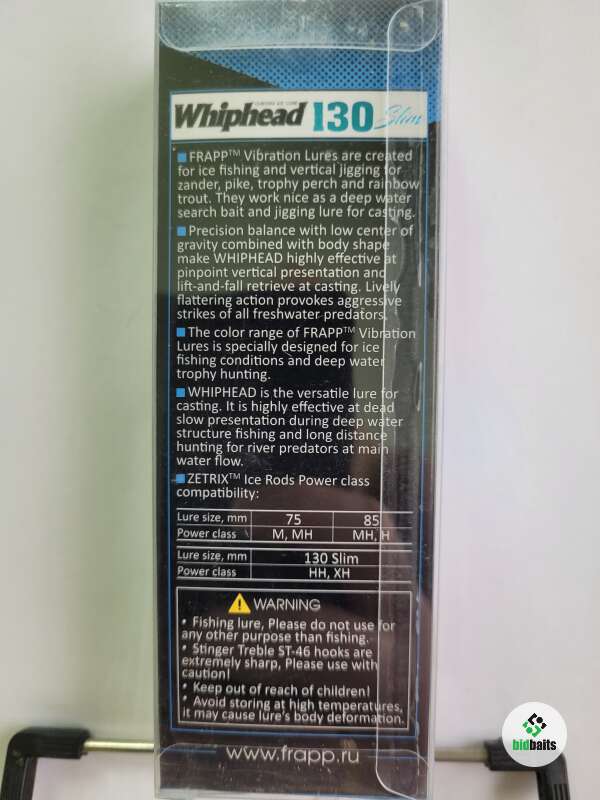 Whiphead 130 Slim
FRAPP™ Vibration Lures are created
for ice fishing and vertical jigging for
zander, pike, trophy perch and rainbow
trout. They work nice as a deep water
search bait and jigging lure for casting.
Precision balance with low center of
gravity combined with body shape
make WHIPHEAD highly effective at
pinpoint vertical presentation and
lift-and-fall retrieve at casting. Lively
flattering action provokes aggressive
strikes of all freshwater predators.
The color range of FRAPP™ Vibration
Lures is specially designed for ice
fishing conditions and deep water
trophy hunting.
WHIPHEAD is the versatile lure for
casting. It is highly effective at dead
slow presentation during deep water
structure fishing and long distance
hunting for river predators at main
water flow.
ZETRIX™ Ice Rods Power class
compatibility:
Lure size, mm 75 85
Power class M, MH MH, H
Lure size, mm 130 Slim
Power class HH, XH
WARNING
• Fishing lure, Please do not use for
any other purpose than fishing.
• Stinger Treble ST-46 hooks are
extremely sharp, Please use with
caution!
• Keep out of reach of children!
• Avoid storing at high temperatures,
it may cause lure's body deformation.
www.frapp.ru
bidbaits